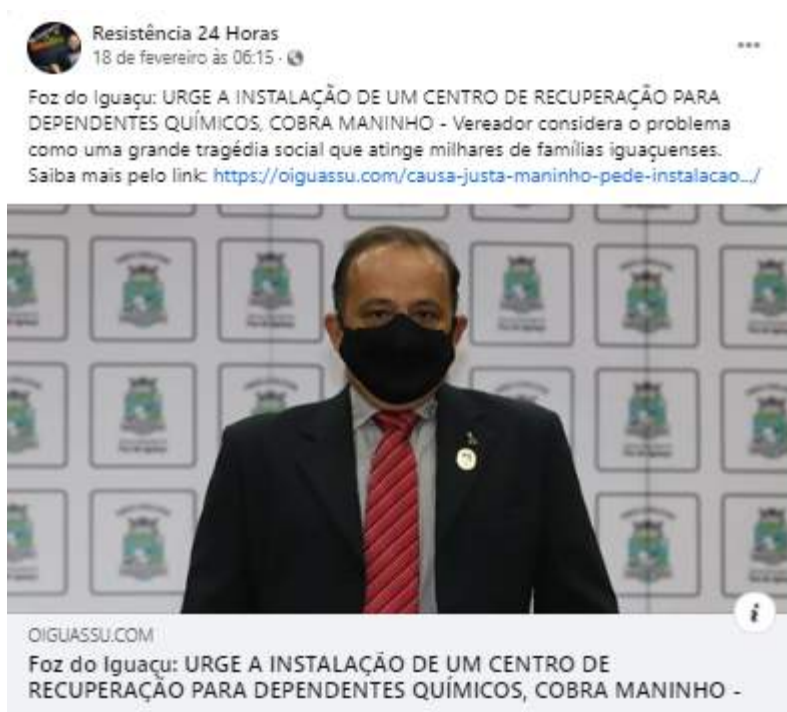 Resistência 24 Horas
18 de fevereiro às 06:15 ·
Foz do Iguaçu: URGE A INSTALAÇÃO DE UM CENTRO DE RECUPERAÇÃO PARA
DEPENDENTES QUÍMICOS, COBRA MANINHO - Vereador considera o problema
como uma grande tragédia social que atinge milhares de famílias iguaçuenses.
Saiba mais pelo link: https://oiguassu.com/causa-justa-maninho-pede-instalacao.../
OIGUASSU.COM
Foz do Iguaçu: URGE A INSTALAÇÃO DE UM CENTRO DE
RECUPERAÇÃO PARA DEPENDENTES QUÍMICOS, COBRA MANINHO -